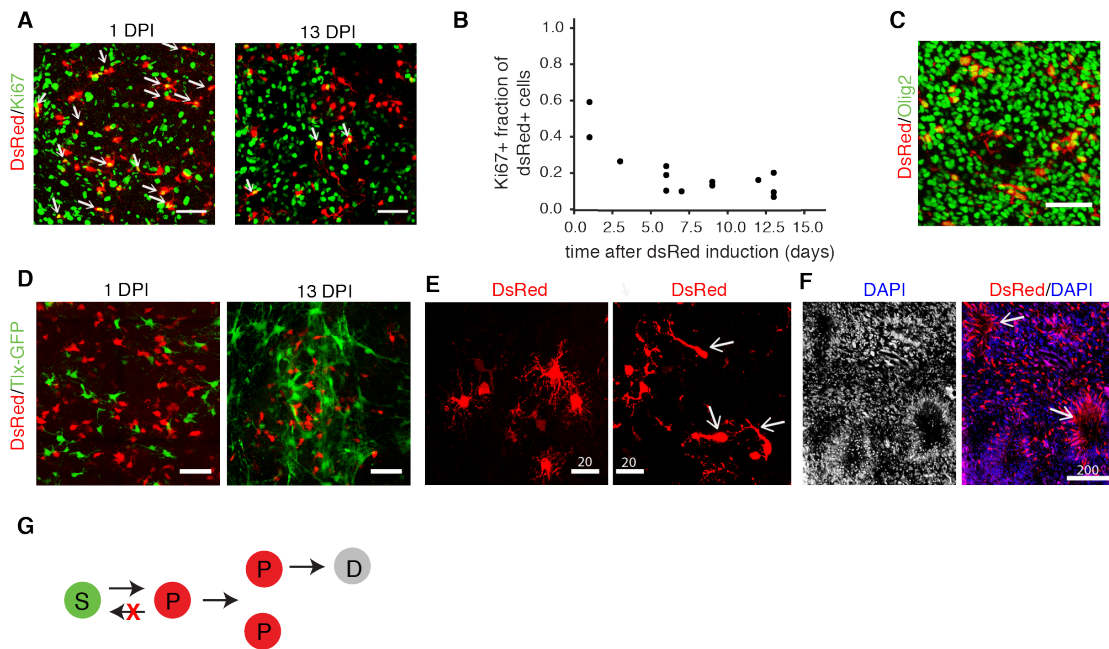 A
1 DPI
13 DPI
DsRed/Ki67
B
Ki67+ fraction of
dsRed+ cells
1.0
0.8
0.6
0.4
0.2
0.0
0.0 2.5 5.0 7.5 9.0 10.0 12.5 15.0
time after dsRed induction (days)
C
DsRed/Olig2
D
1 DPI
13 DPI
DsRed/Tlx-GFP
E
DsRed
DsRed
20
20
F
DAPI
DsRed/DAPI
200
G
S
P
X
P
D
P